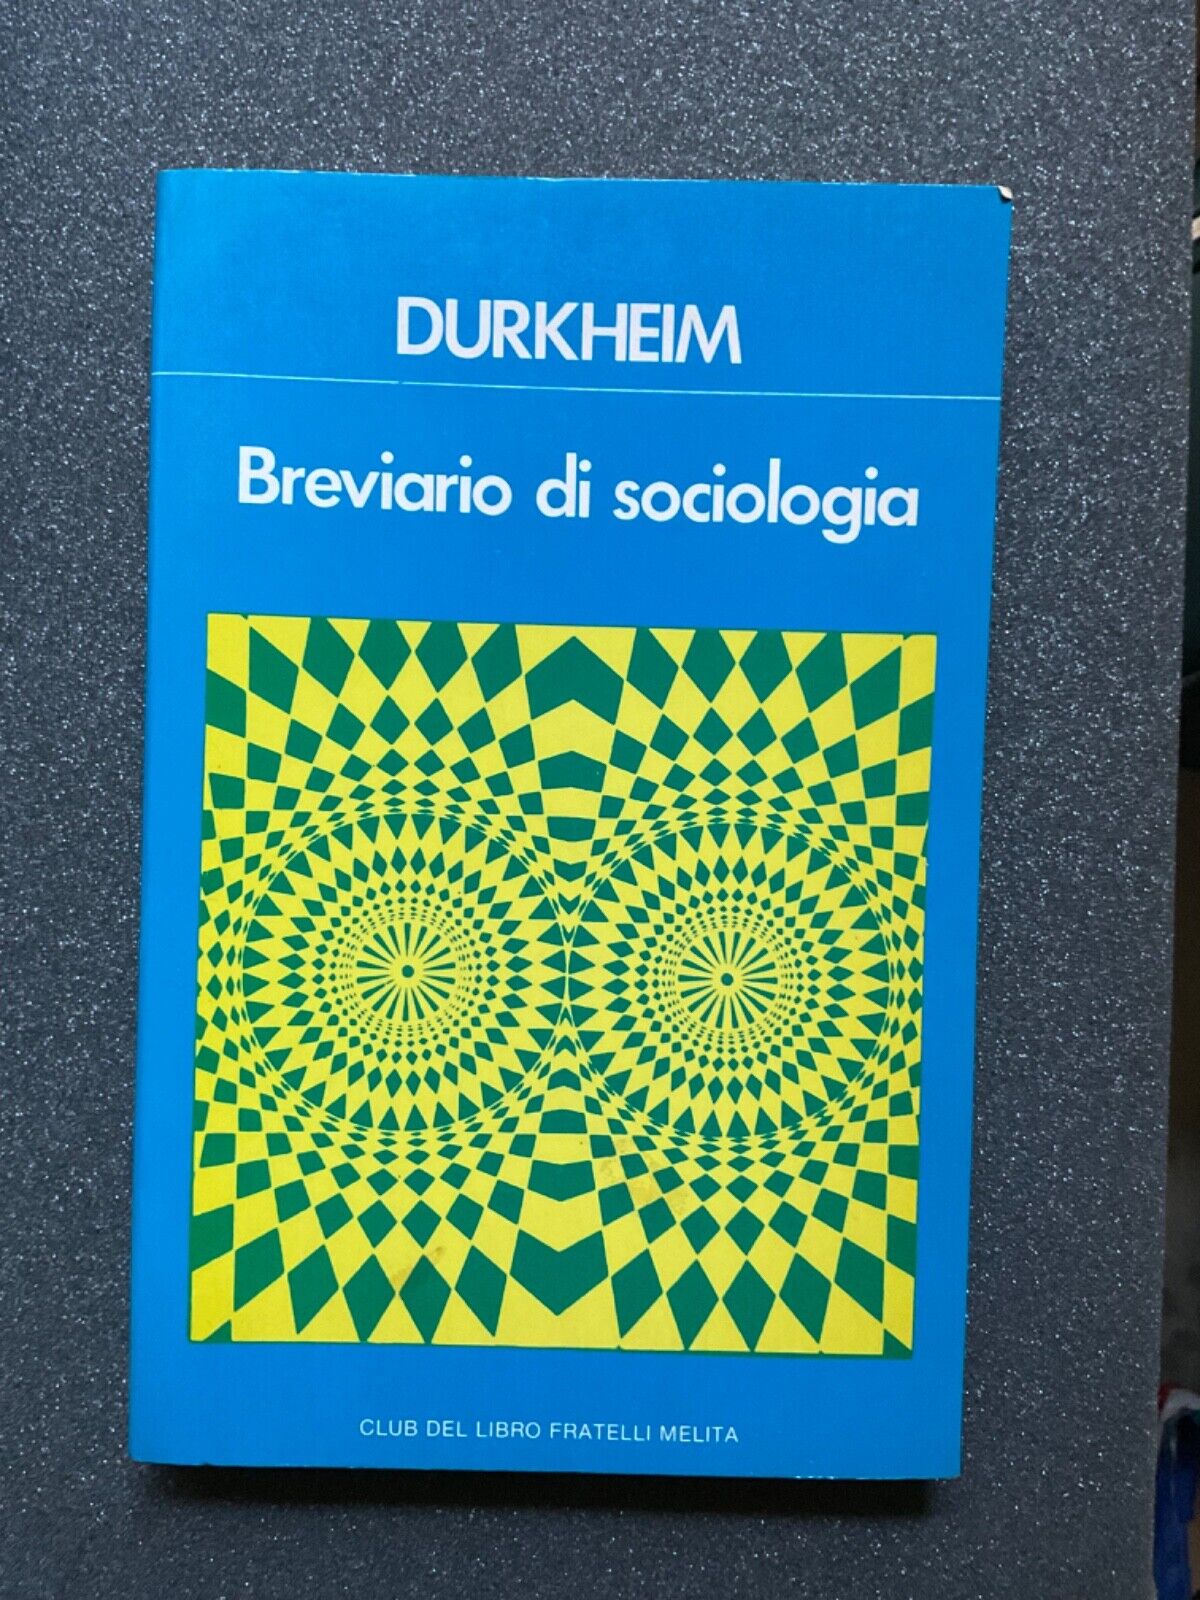 DURKHEIM
Breviario di sociologia
CLUB DEL LIBRO FRATELLI MELITA